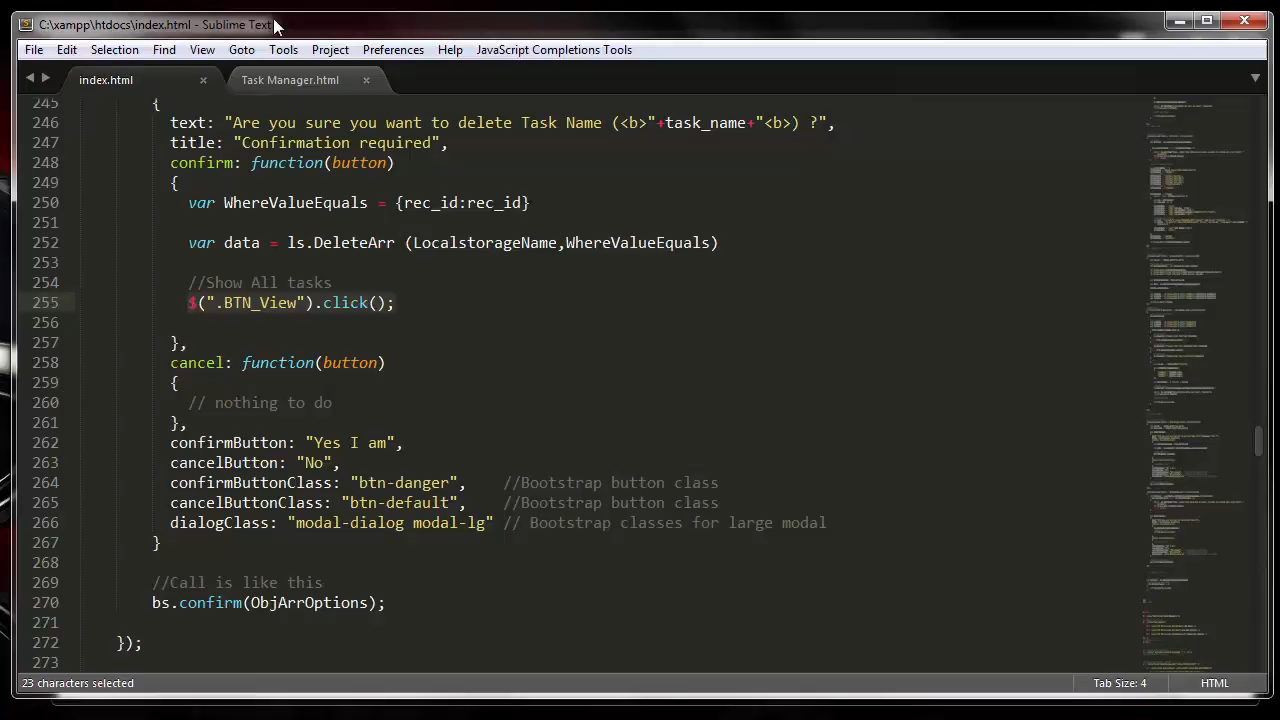 C:\xampp\htdocs\index.html - Sublime Text
File Edit Selection Find View Goto Tools Project Preferences Help JavaScript Completions Tools
index.html × Task Manager.html ×
245 {
246 text: "Are you sure you want to delete Task Name (<b>"+task_name+"<b>) ?",
247 title: "Confirmation required",
248 confirm: function(button)
249 {
250 var WhereValueEquals = {rec_id:rec_id}
251
252 var data = ls.DeleteArr (LocalstorageName,WhereValueEquals)
253
254 //Show All tasks
255 $(".BTN_View").click();
256
257 },
258 cancel: function(button)
259 {
260 // nothing to do
261 },
262 confirmButton: "Yes I am",
263 cancelButton: "No",
264 confirmButtonClass: "btn-danger", //Bootstrap button class
265 cancelButtonClass: "btn-default", //Bootstrap button class
266 dialogClass: "modal-dialog modal-lg" // Bootstrap classes for large modal
267 }
268
269 //Call is like this
270 bs.confirm(ObjArrOptions);
271
272 });
273
23 characters selected Tab Size: 4 HTML